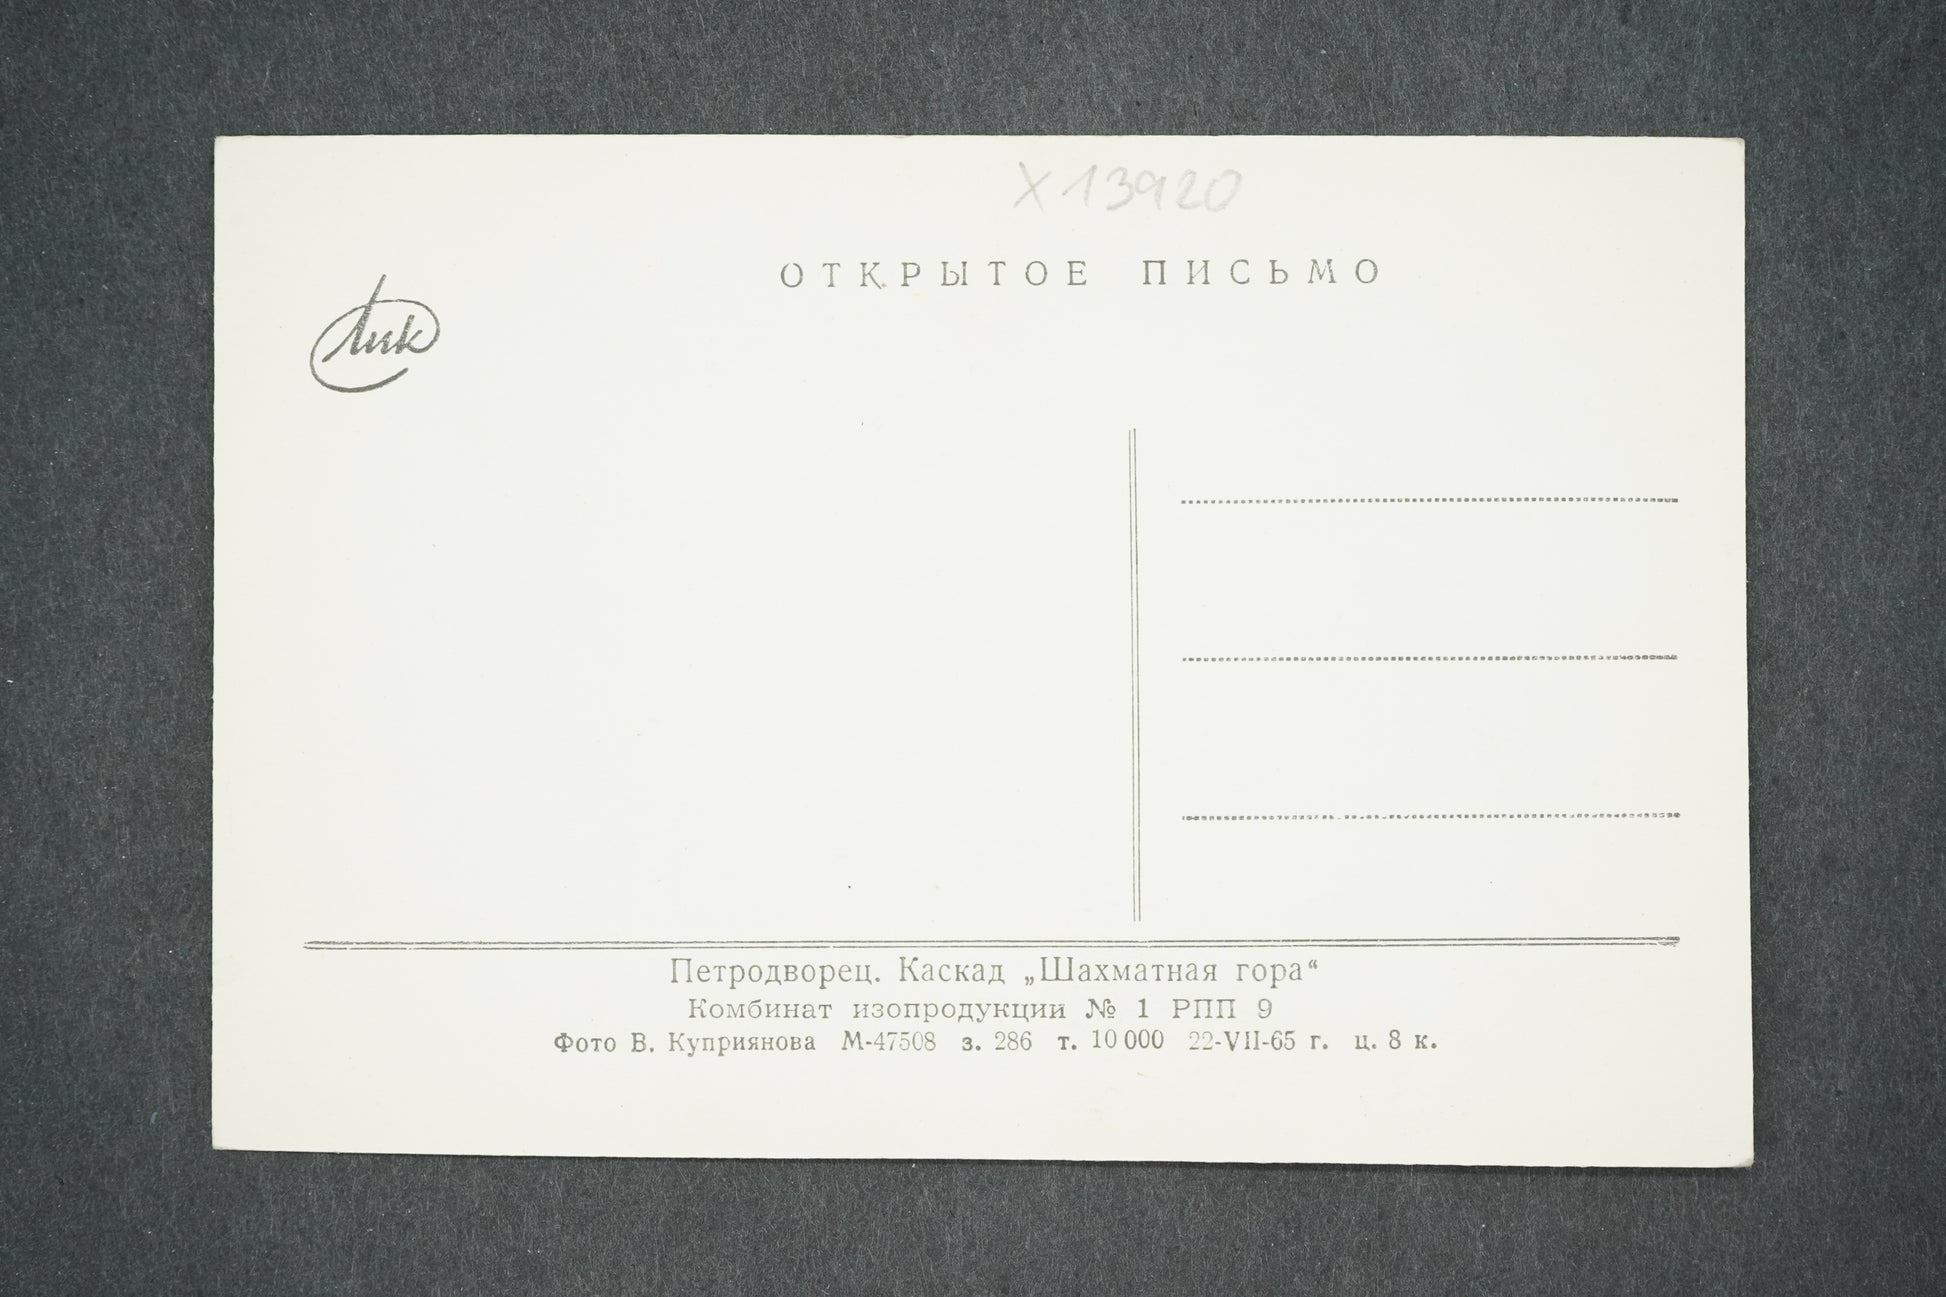 X 13920
ОТКРЫТОЕ ПИСЬМО
Лик
Петродворец. Каскад „Шахматная гора“
Комбинат изопродукции № 1 РПП 9
Фото В. Куприянова М-47508 з. 286 т. 10 000 22-VII-65 г. ц. 8 к.